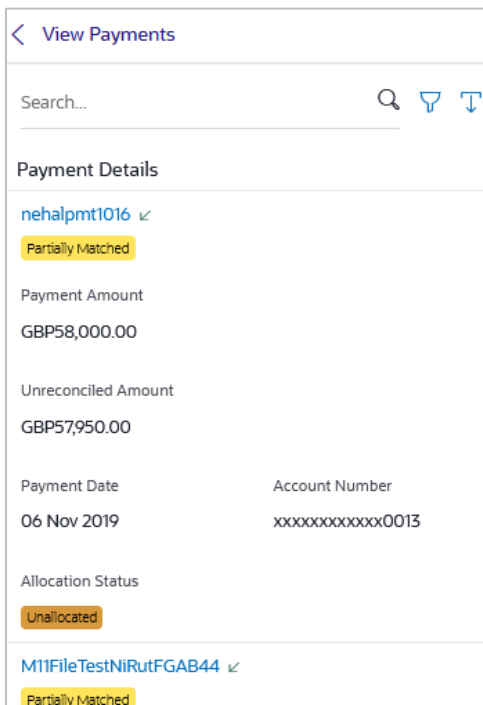 View Payments
Search...
Payment Details
nehalpmt1016
Partially Matched
Payment Amount
GBP58,000.00
Unreconciled Amount
GBP57,950.00
Payment Date Account Number
06 Nov 2019 xxxxxxxxxxxx0013
Allocation Status
Unallocated
M11FileTestNiRutFGAB44
Partially Matched